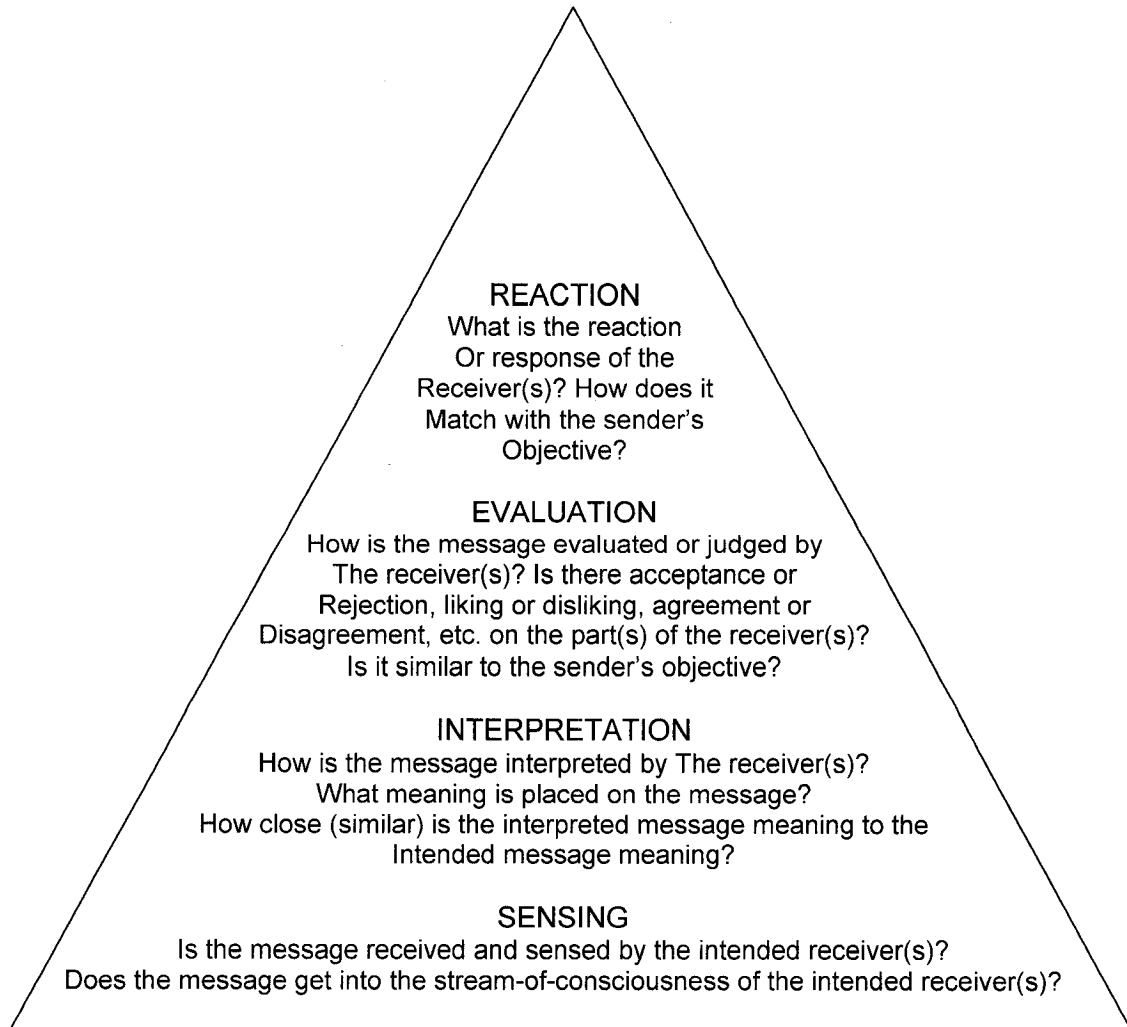 REACTION
What is the reaction
Or response of the
Receiver(s)? How does it
Match with the sender's
Objective?
EVALUATION
How is the message evaluated or judged by
The receiver(s)? Is there acceptance or
Rejection, liking or disliking, agreement or
Disagreement, etc. on the part(s) of the receiver(s)?
Is it similar to the sender's objective?
INTERPRETATION
How is the message interpreted by The receiver(s)?
What meaning is placed on the message?
How close (similar) is the interpreted message meaning to the
Intended message meaning?
SENSING
Is the message received and sensed by the intended receiver(s)?
Does the message get into the stream-of-consciousness of the intended receiver(s)?